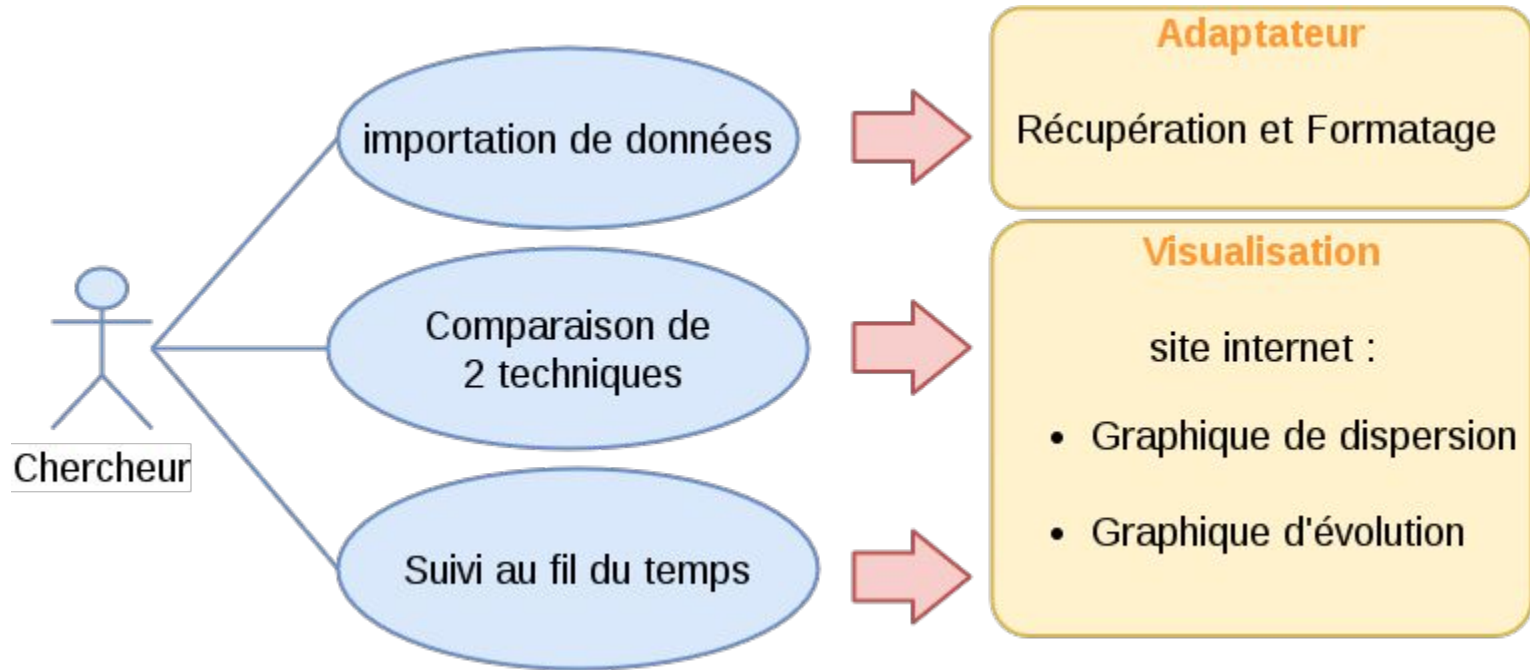 importation de données
Comparaison de
2 techniques
Suivi au fil du temps
Chercheur
Adaptateur
Récupération et Formatage
Visualisation
site internet :
• Graphique de dispersion
• Graphique d'évolution